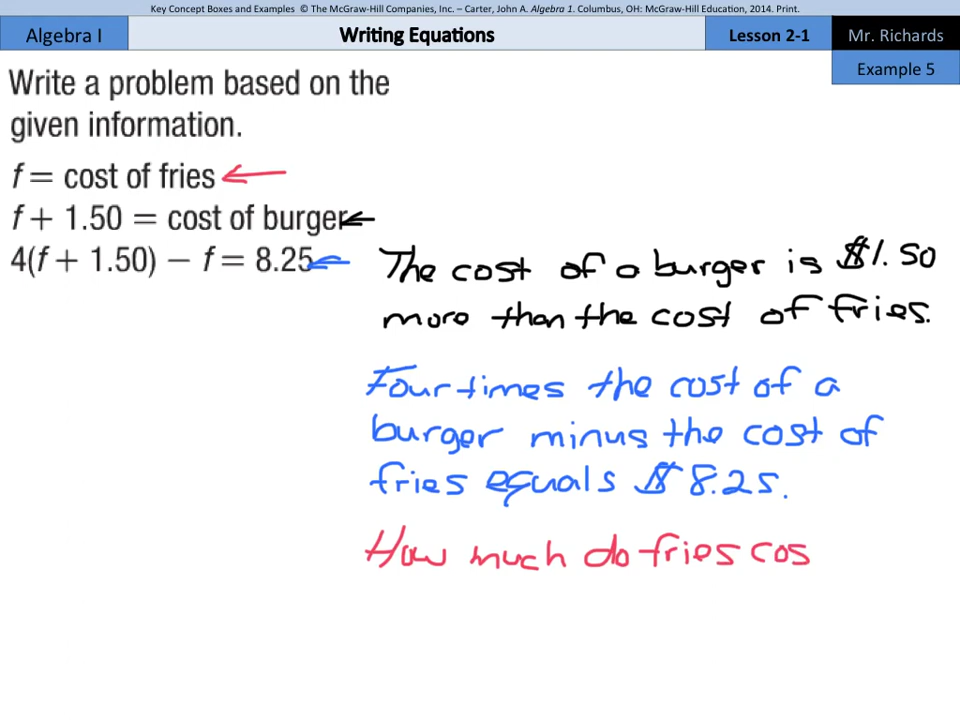 Key Concept Boxes and Examples © The McGraw-Hill Companies, Inc. – Carter, John A. Algebra 1. Columbus, OH: McGraw-Hill Education, 2014. Print.
Algebra I
Writing Equations
Lesson 2-1
Mr. Richards
Example 5
Write a problem based on the
given information.
f = cost of fries
f + 1.50 = cost of burger
4(f + 1.50) − f = 8.25
The cost of a burger is $1.50
more than the cost of fries.
Four times the cost of a
burger minus the cost of
fries equals $8.25.
How much do fries cos